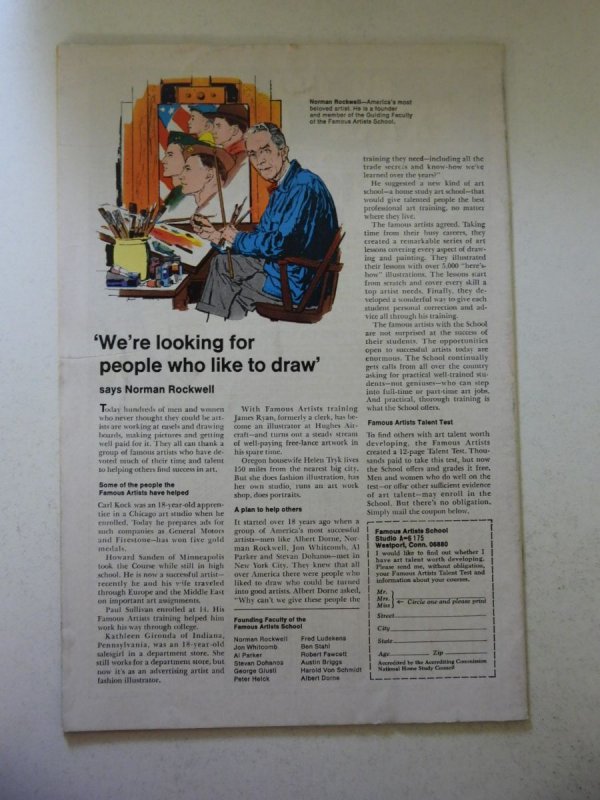 Norman Rockwell—America's most
beloved artist. He is a founder
and member of the Guiding Faculty
of the Famous Artists School.
'We're looking for
people who like to draw'
says Norman Rockwell
Today hundreds of men and women
who never thought they could be art-
ists are working at easels and drawing
boards, making pictures and getting
well paid for it. They all can thank a
group of famous artists who have de-
voted much of their time and talent
to helping others find success in art.
Some of the people the
Famous Artists have helped
Carl Kock was an 18-year-old appren-
tice in a Chicago art studio when he
enrolled. Today he prepares ads for
such companies as General Motors
and Firestone—has won five gold
medals.
Howard Sanden of Minneapolis
took the Course while still in high
school. He is now a successful artist—
recently he and his wife traveled
through Europe and the Middle East
on important art assignments.
Paul Sullivan enrolled at 14. His
Famous Artists training helped him
work his way through college.
Kathleen Gironda of Indiana,
Pennsylvania, was an 18-year-old
salesgirl in a department store. She
still works for a department store, but
now it's as an advertising artist and
fashion illustrator.
With Famous Artists training
James Ryan, formerly a clerk, has be-
come an illustrator at Hughes Air-
craft—and turns out a steady stream
of well-paying free-lance artwork in
his spare time.
Oregon housewife Helen Tryk lives
150 miles from the nearest big city.
But she does fashion illustration, has
her own studio, runs an art work
shop, does portraits.
A plan to help others
It started over 18 years ago when a
group of America's most successful
artists—men like Albert Dorne, Nor-
man Rockwell, Jon Whitcomb, Al
Parker and Stevan Dohanos—met in
New York City. They knew that all
over America there were people who
liked to draw who could be turned
into good artists. Albert Dorne asked,
"Why can't we give these people the
Founding Faculty of the
Famous Artists School
Norman Rockwell
Jon Whitcomb
Al Parker
Stevan Dohanos
George Giusti
Peter Helck
Fred Ludekens
Ben Stahl
Robert Fawcett
Austin Briggs
Harold Von Schmidt
Albert Dorne
training they need—including all the
trade secrets and know-how we've
learned over the years?"
He suggested a new kind of art
school—a home study art school—that
would give talented people the best
professional art training, no matter
where they live.
The famous artists agreed. Taking
time from their busy careers, they
created a remarkable series of art
lessons covering every aspect of draw-
ing and painting. They illustrated
their lessons with over 5,000 "here's-
how" illustrations. The lessons start
from scratch and cover every skill a
top artist needs. Finally, they de-
veloped a wonderful way to give each
student personal correction and ad-
vice all through his training.
The famous artists with the School
are not surprised at the success of
their students. The opportunities
open to successful artists today are
enormous. The School continually
gets calls from all over the country
asking for practical well-trained stu-
dents—not geniuses—who can step
into full-time or part-time art jobs.
And practical, thorough training is
what the School offers.
Famous Artists Talent Test
To find others with art talent worth
developing, the Famous Artists
created a 12-page Talent Test. Thou-
sands paid to take this test, but now
the School offers and grades it free.
Men and women who do well on the
test—or offer other sufficient evidence
of art talent—may enroll in the
School. But there's no obligation.
Simply mail the coupon below.
Famous Artists School
Studio A-6175
Westport, Conn. 06880
I would like to find out whether I
have art talent worth developing.
Please send me, without obligation,
your Famous Artists Talent Test and
information about your courses.
Mr.
Mrs.
Miss
Circle one and please print
Street
City
State
Age Zip
Accredited by the Accrediting Commission
National Home Study Council